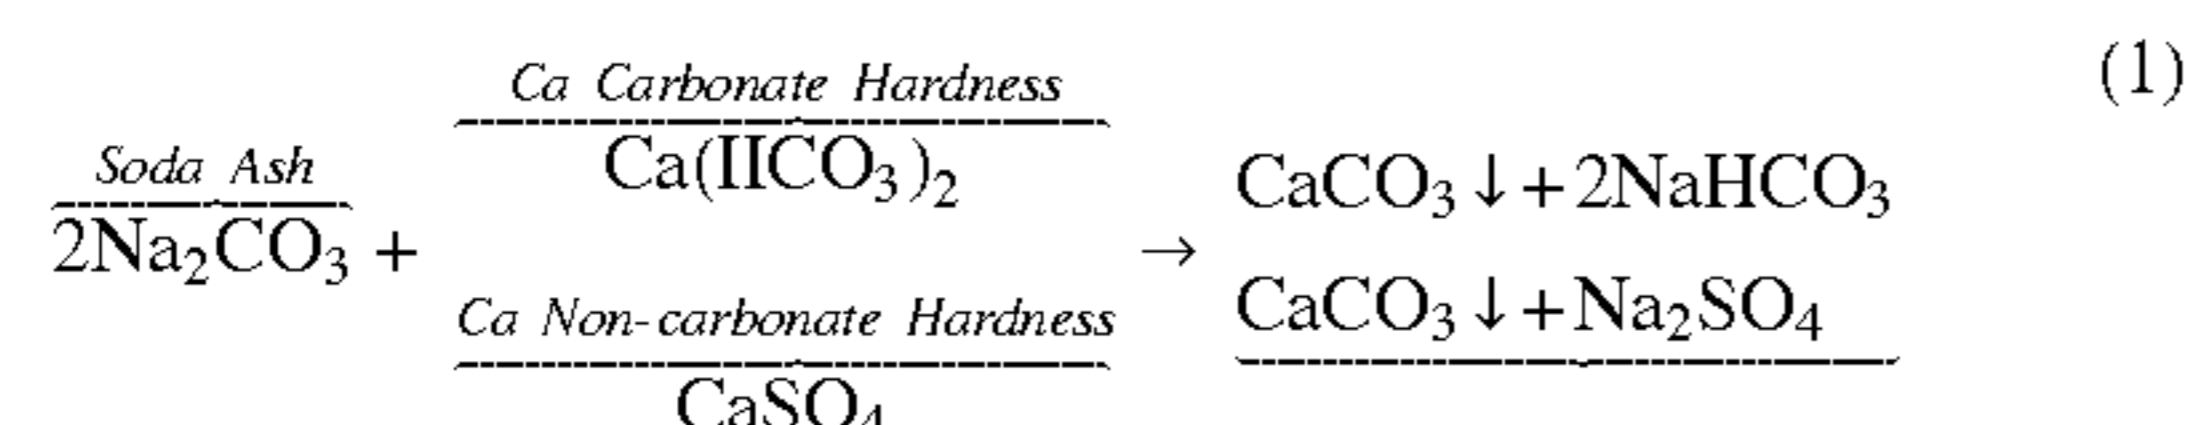 (1)
Ca Carbonate Hardness
Soda Ash
Ca(IICO₃)₂
CaCO₃↓+2NaHCO₃
2Na₂CO₃ + →
CaCO₃↓+Na₂SO₄
Ca Non-carbonate Hardness
CaSO₄